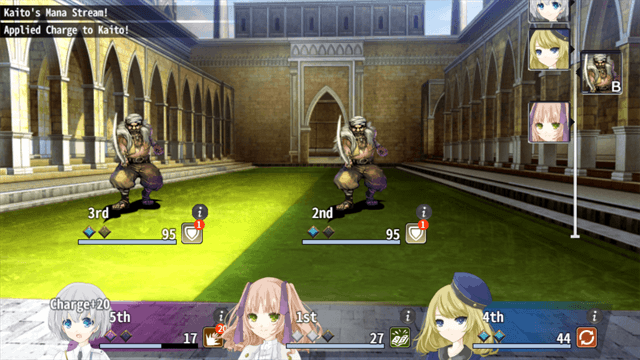 Kaito's Mana Stream!
Applied Charge to Kaito!
B
3rd
i
1
95
2nd
i
1
95
Charge+20
5th
i
17
20
1st
i
27
4th
i
44